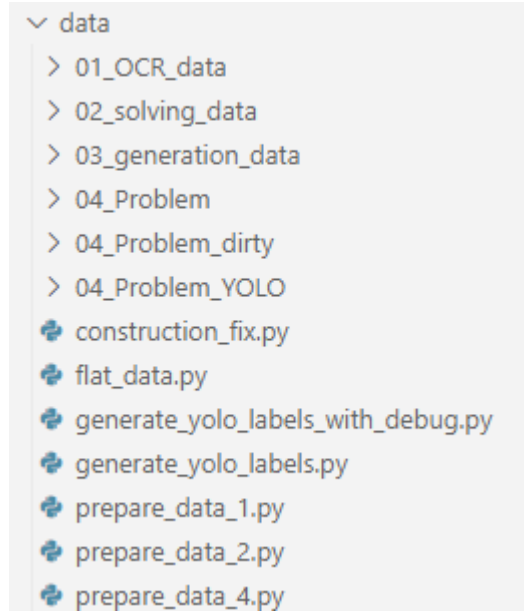 data
01_OCR_data
02_solving_data
03_generation_data
04_Problem
04_Problem_dirty
04_Problem_YOLO
construction_fix.py
flat_data.py
generate_yolo_labels_with_debug.py
generate_yolo_labels.py
prepare_data_1.py
prepare_data_2.py
prepare_data_4.py